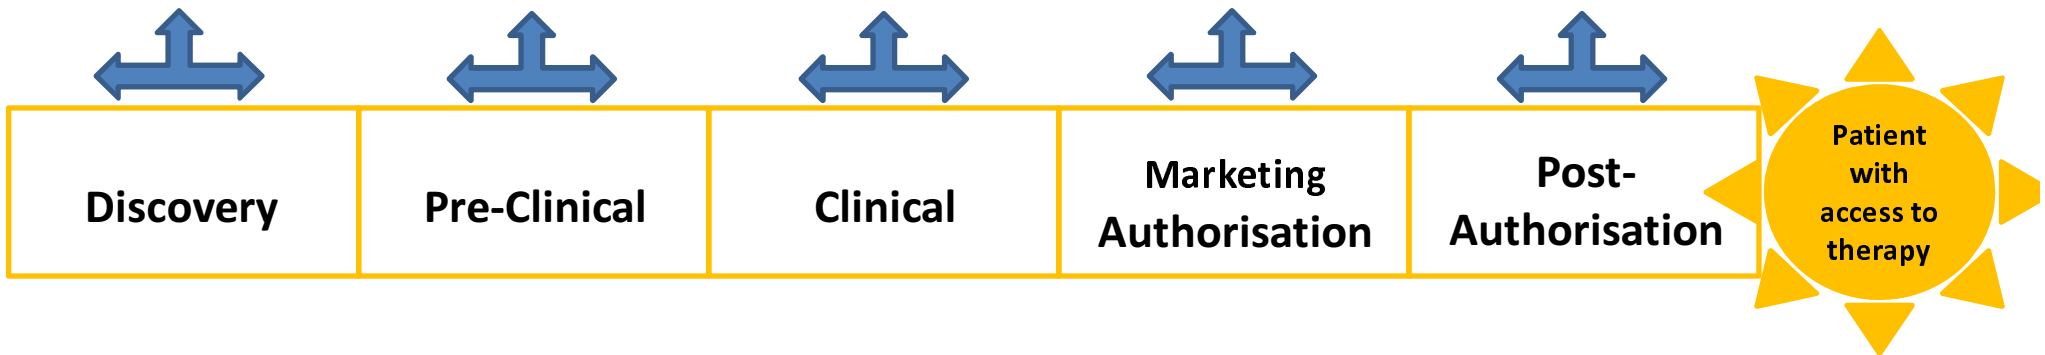 Discovery
Pre-Clinical
Clinical
Marketing
Authorisation
Post-
Authorisation
Patient
with
access to
therapy